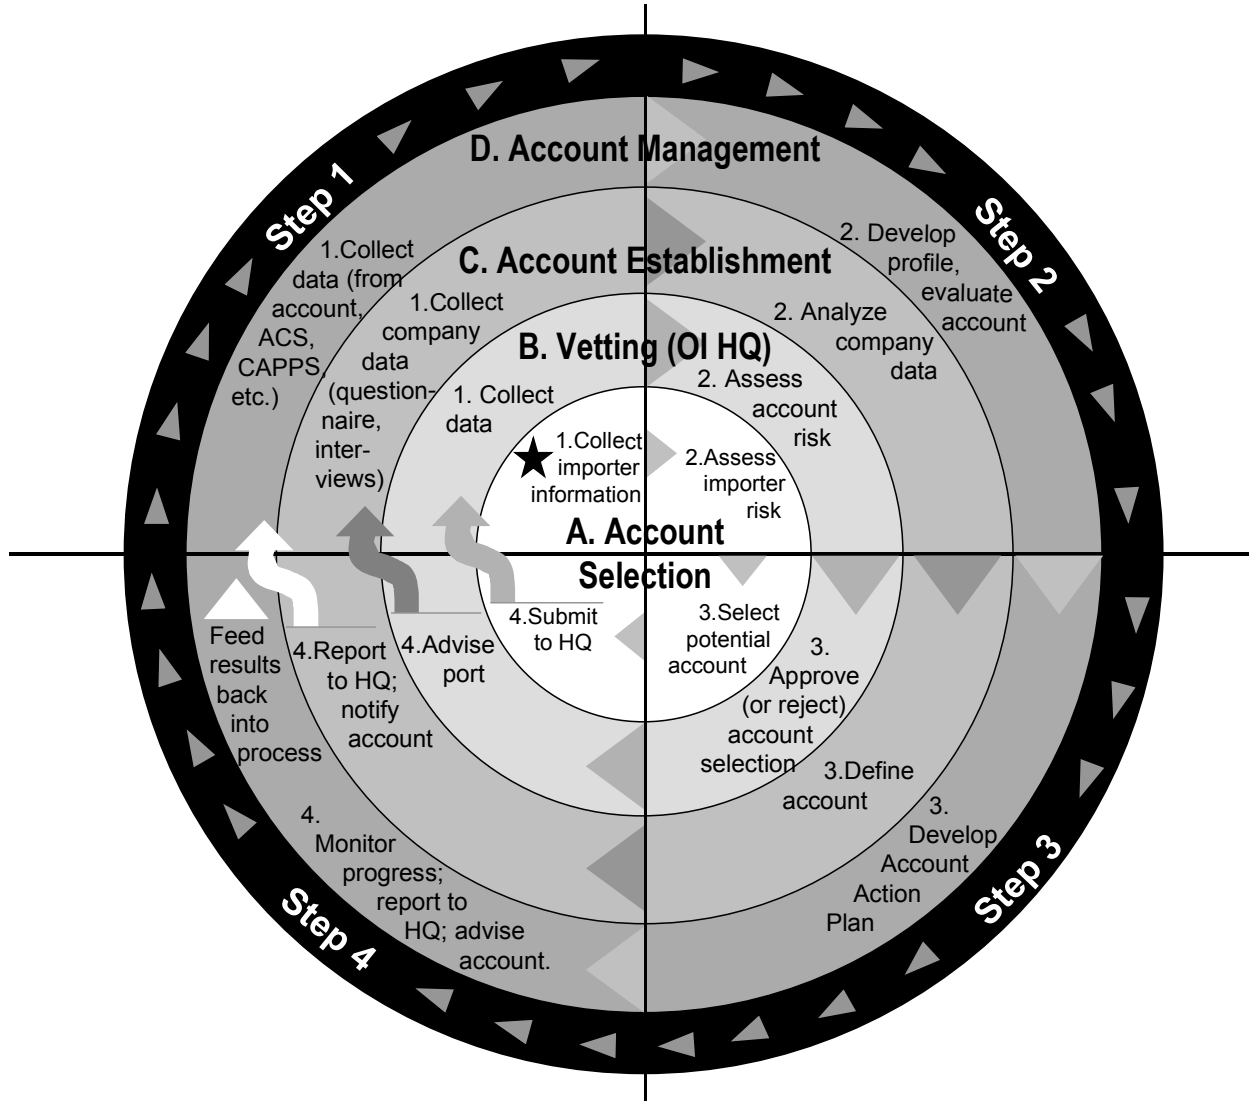 D. Account Management
Step 1
1.Collect
data (from
account,
ACS,
CAPPS,
etc.)
Step 2
2. Develop
profile,
evaluate
account
C. Account Establishment
1.Collect
company
data
(question-
naire,
inter-
views)
2. Analyze
company
data
B. Vetting (OI HQ)
1. Collect
data
2. Assess
account
risk
1.Collect
importer
information
2.Assess
importer
risk
A. Account
Selection
4.Submit
to HQ
3.Select
potential
account
4.Advise
port
3.
Approve
(or reject)
account
selection
4.Report
to HQ;
notify
account
3.Define
account
Feed
results
back
into
process
4.
Monitor
progress;
report to
HQ; advise
account.
3.
Develop
Account
Action
Plan
Step 4
Step 3